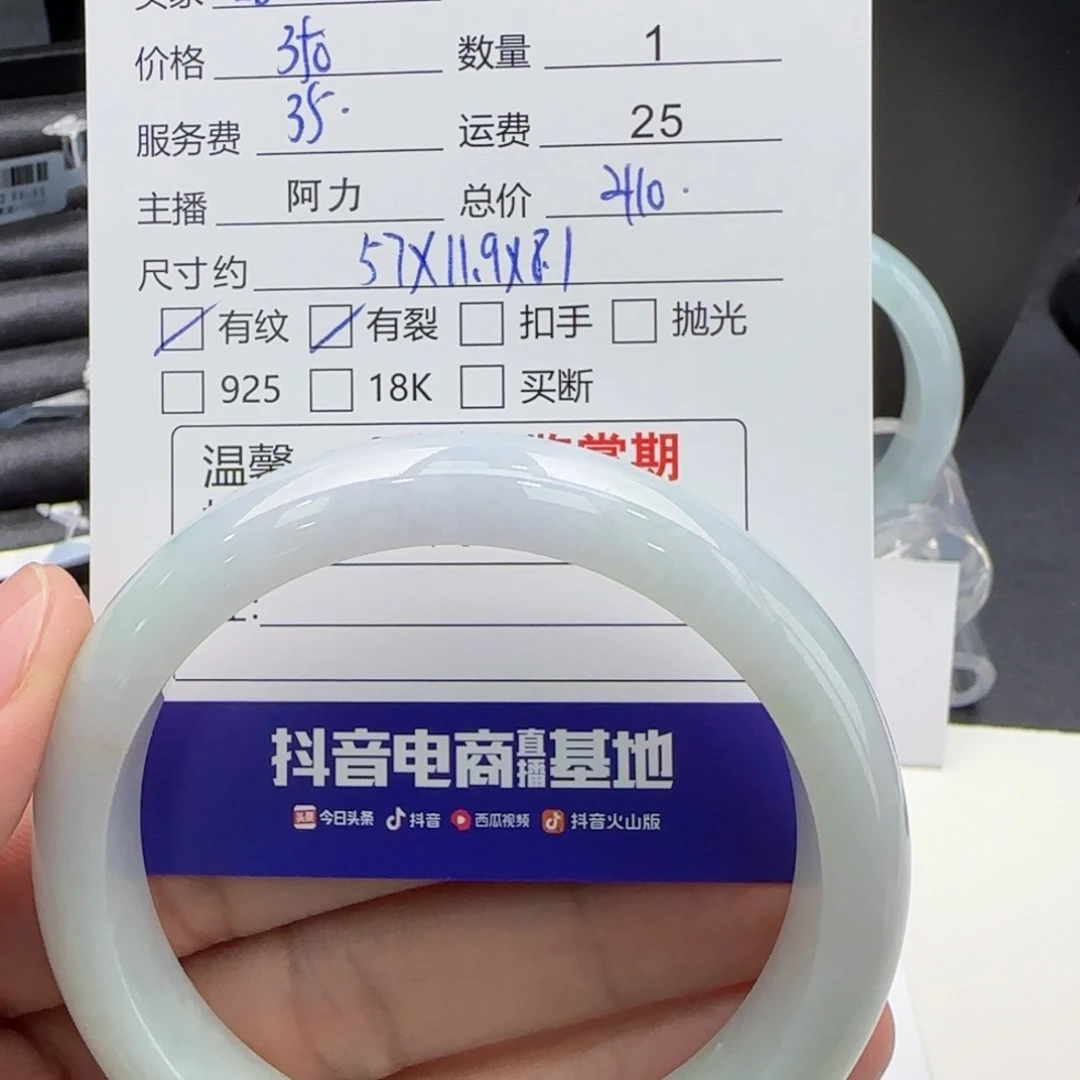 价格 350 数量 1
服务费 35. 运费 25
主播 阿力 总价 410.
尺寸约 57X11.9X8.1
有纹 有裂 扣手 抛光
925 18K 买断
温馨 鉴赏期
抖音电商直播基地
头条 今日头条 抖音 西瓜视频 抖音火山版